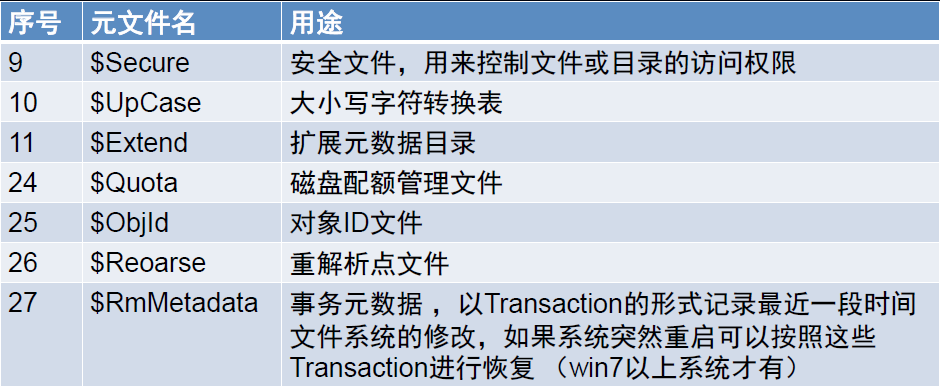 序号 元文件名 用途
9 $Secure 安全文件，用来控制文件或目录的访问权限
10 $UpCase 大小写字符转换表
11 $Extend 扩展元数据目录
24 $Quota 磁盘配额管理文件
25 $ObjId 对象ID文件
26 $Reoarse 重解析点文件
27 $RmMetadata 事务元数据 ，以Transaction的形式记录最近一段时间
文件系统的修改，如果系统突然重启可以按照这些
Transaction进行恢复 （win7以上系统才有）